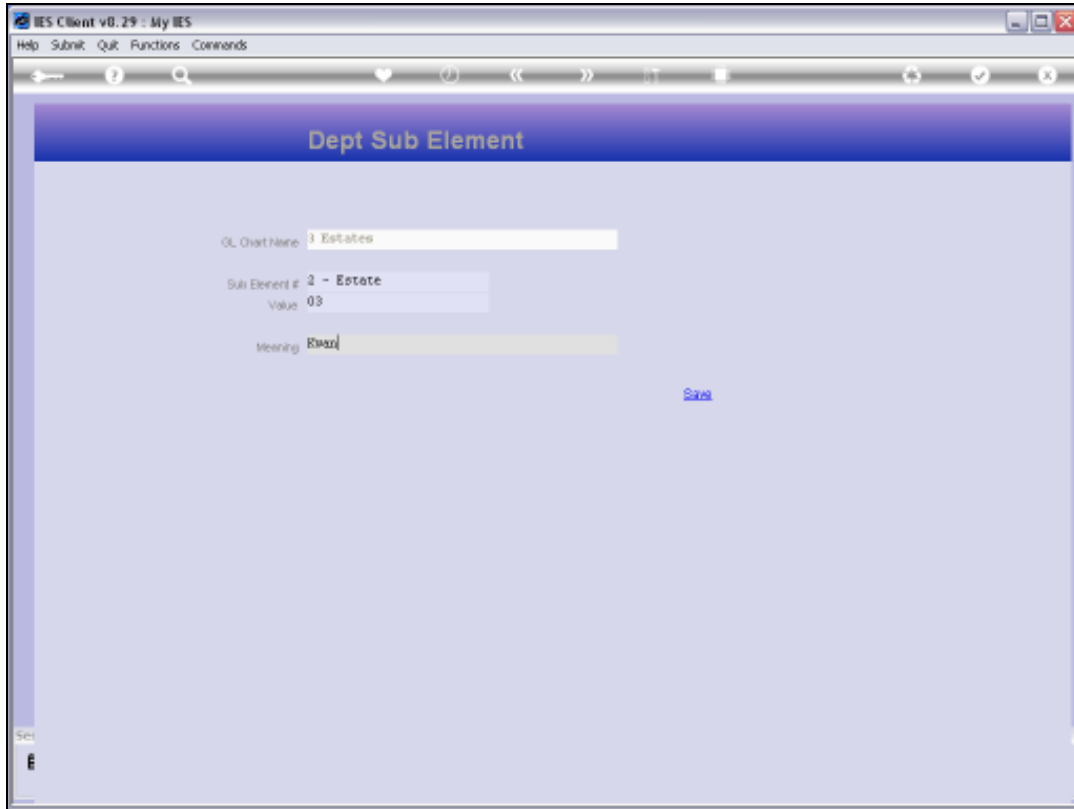 IES Client v8.29 : My IES
Help Submit Quit Functions Commands
Dept Sub Element
GL Chart Name 3 Estates
Sub Element # 2 - Estate
Value 03
Meaning Kwan
Save